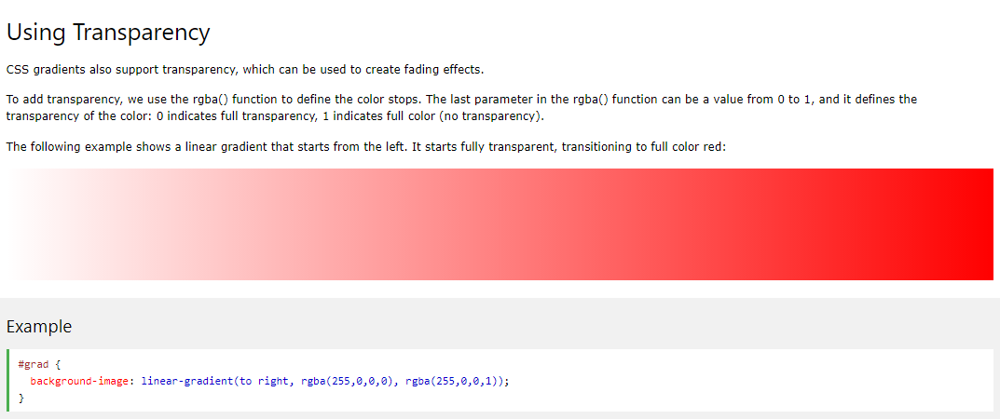 Using Transparency
CSS gradients also support transparency, which can be used to create fading effects.
To add transparency, we use the rgba() function to define the color stops. The last parameter in the rgba() function can be a value from 0 to 1, and it defines the
transparency of the color: 0 indicates full transparency, 1 indicates full color (no transparency).
The following example shows a linear gradient that starts from the left. It starts fully transparent, transitioning to full color red:
Example
#grad {
  background-image: linear-gradient(to right, rgba(255,0,0,0), rgba(255,0,0,1));
}